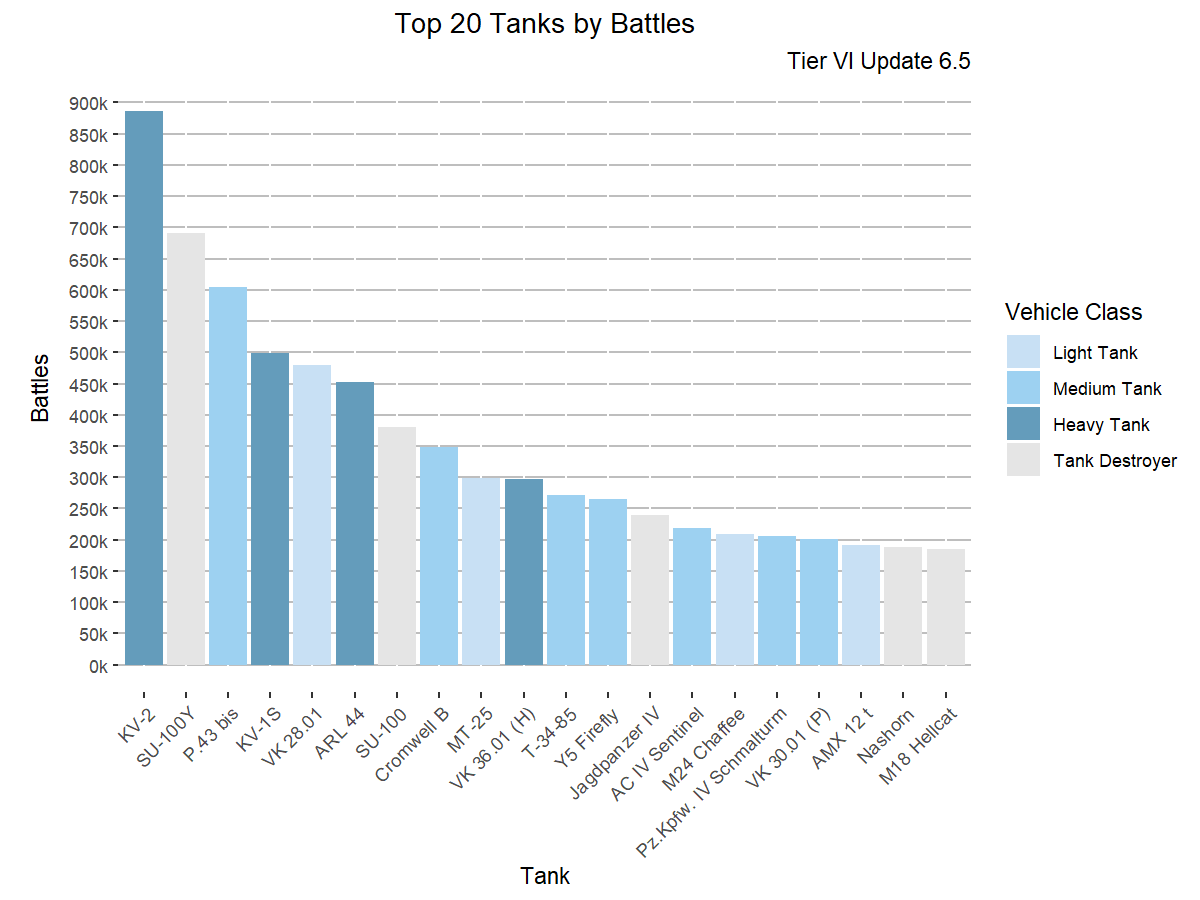 Top 20 Tanks by Battles
Tier VI Update 6.5
900k
850k
800k
750k
700k
650k
600k
550k
500k
450k
400k
350k
300k
250k
200k
150k
100k
50k
0k
Battles
KV-2
SU-100Y
P.43 bis
KV-1S
VK 28.01
ARL 44
SU-100
Cromwell B
MT-25
VK 36.01 (H)
T-34-85
Y5 Firefly
Jagdpanzer IV
AC IV Sentinel
M24 Chaffee
Pz.Kpfw. IV Schmalturm
VK 30.01 (P)
AMX 12 t
Nashorn
M18 Hellcat
Tank
Vehicle Class
Light Tank
Medium Tank
Heavy Tank
Tank Destroyer